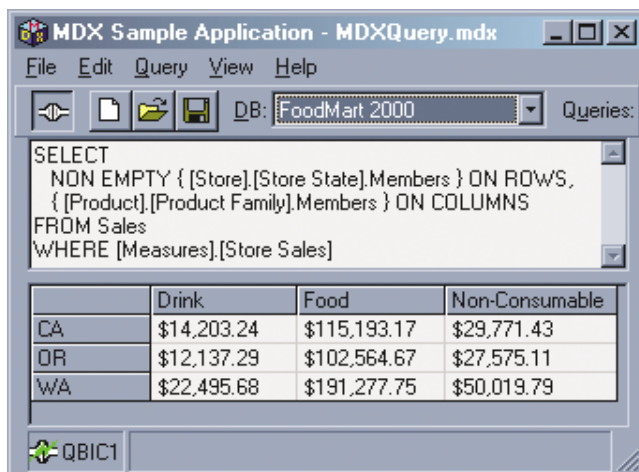 MDX Sample Application - MDXQuery.mdx
File Edit Query View Help
DB: FoodMart 2000 Queries:
SELECT
NON EMPTY { [Store].[Store State].Members } ON ROWS,
{ [Product].[Product Family].Members } ON COLUMNS
FROM Sales
WHERE [Measures].[Store Sales]
Drink Food Non-Consumable
CA $14,203.24 $115,193.17 $29,771.43
OR $12,137.29 $102,564.67 $27,575.11
WA $22,495.68 $191,277.75 $50,019.79
QBIC1